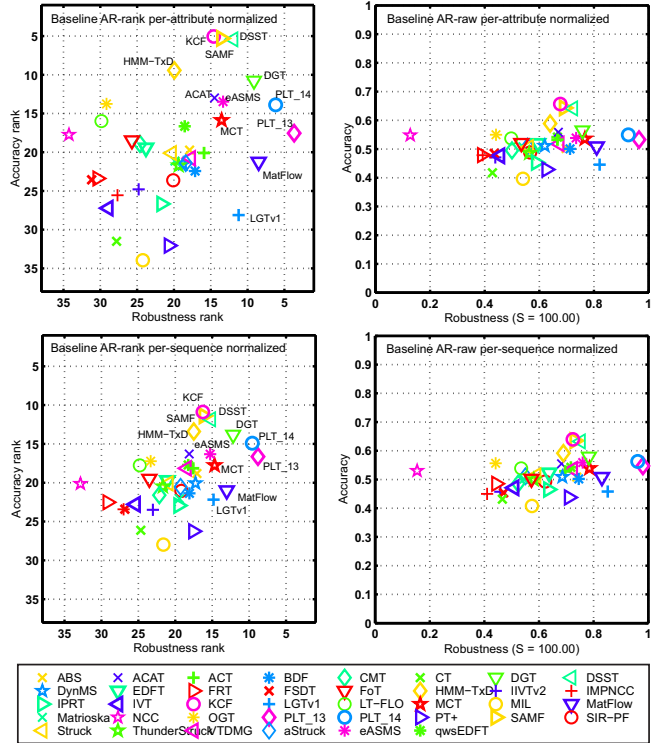 Baseline AR-rank per-attribute normalized
Accuracy rank
5
10
15
20
25
30
35
KCF
DSST
SAMF
HMM-TxD
DGT
ACAT
eASMS
PLT_14
MCT
PLT_13
MatFlow
LGTv1
35 30 25 20 15 10 5
Robustness rank
Baseline AR-raw per-attribute normalized
Accuracy
1
0.9
0.8
0.7
0.6
0.5
0.4
0.3
0.2
0.1
0
0 0.2 0.4 0.6 0.8 1
Robustness (S = 100.00)
Baseline AR-rank per-sequence normalized
Accuracy rank
5
10
15
20
25
30
35
KCF
SAMF
DSST
DGT
HMM-TxD
PLT_14
eASMS
MCT
PLT_13
MatFlow
LGTv1
35 30 25 20 15 10 5
Robustness rank
Baseline AR-raw per-sequence normalized
Accuracy
1
0.9
0.8
0.7
0.6
0.5
0.4
0.3
0.2
0.1
0
0 0.2 0.4 0.6 0.8 1
Robustness (S = 100.00)
ABS ACAT ACT BDF CMT CT DGT DSST
DynMS EDFT FRT FSDT FoT HMM-TxD IIVTv2 IMPNCC
IPRT IVT KCF LGTv1 LT-FLO MCT MIL MatFlow
Matrioska NCC OGT PLT_13 PLT_14 PT+ SAMF SIR-PF
Struck ThunderStruck VTDMG aStruck eASMS qwsEDFT